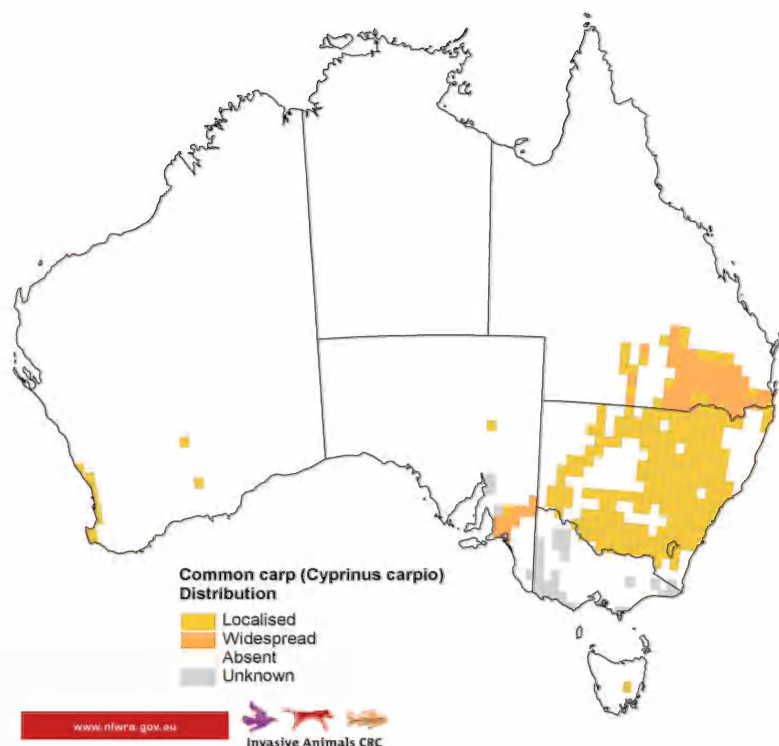 Common carp (Cyprinus carpio)
Distribution
Localised
Widespread
Absent
Unknown
www.nlwra.gov.au
Invasive Animals CRC